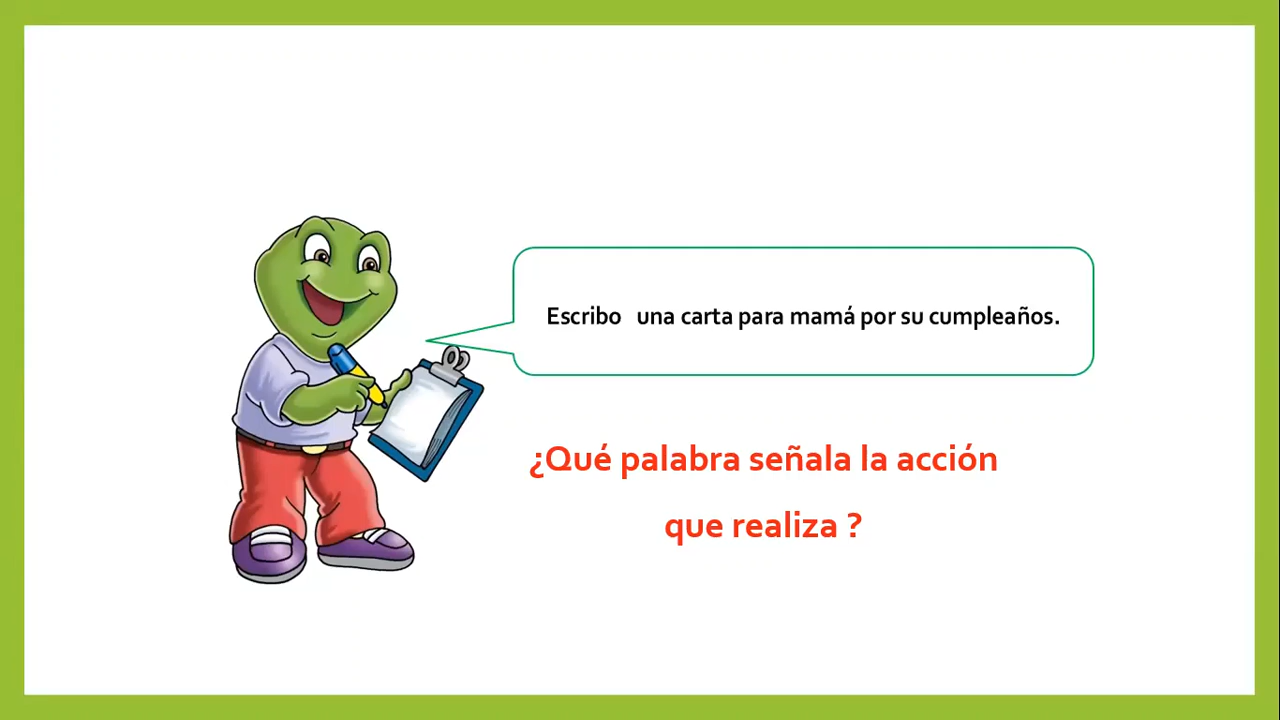 Escribo una carta para mamá por su cumpleaños.
¿Qué palabra señala la acción
que realiza ?